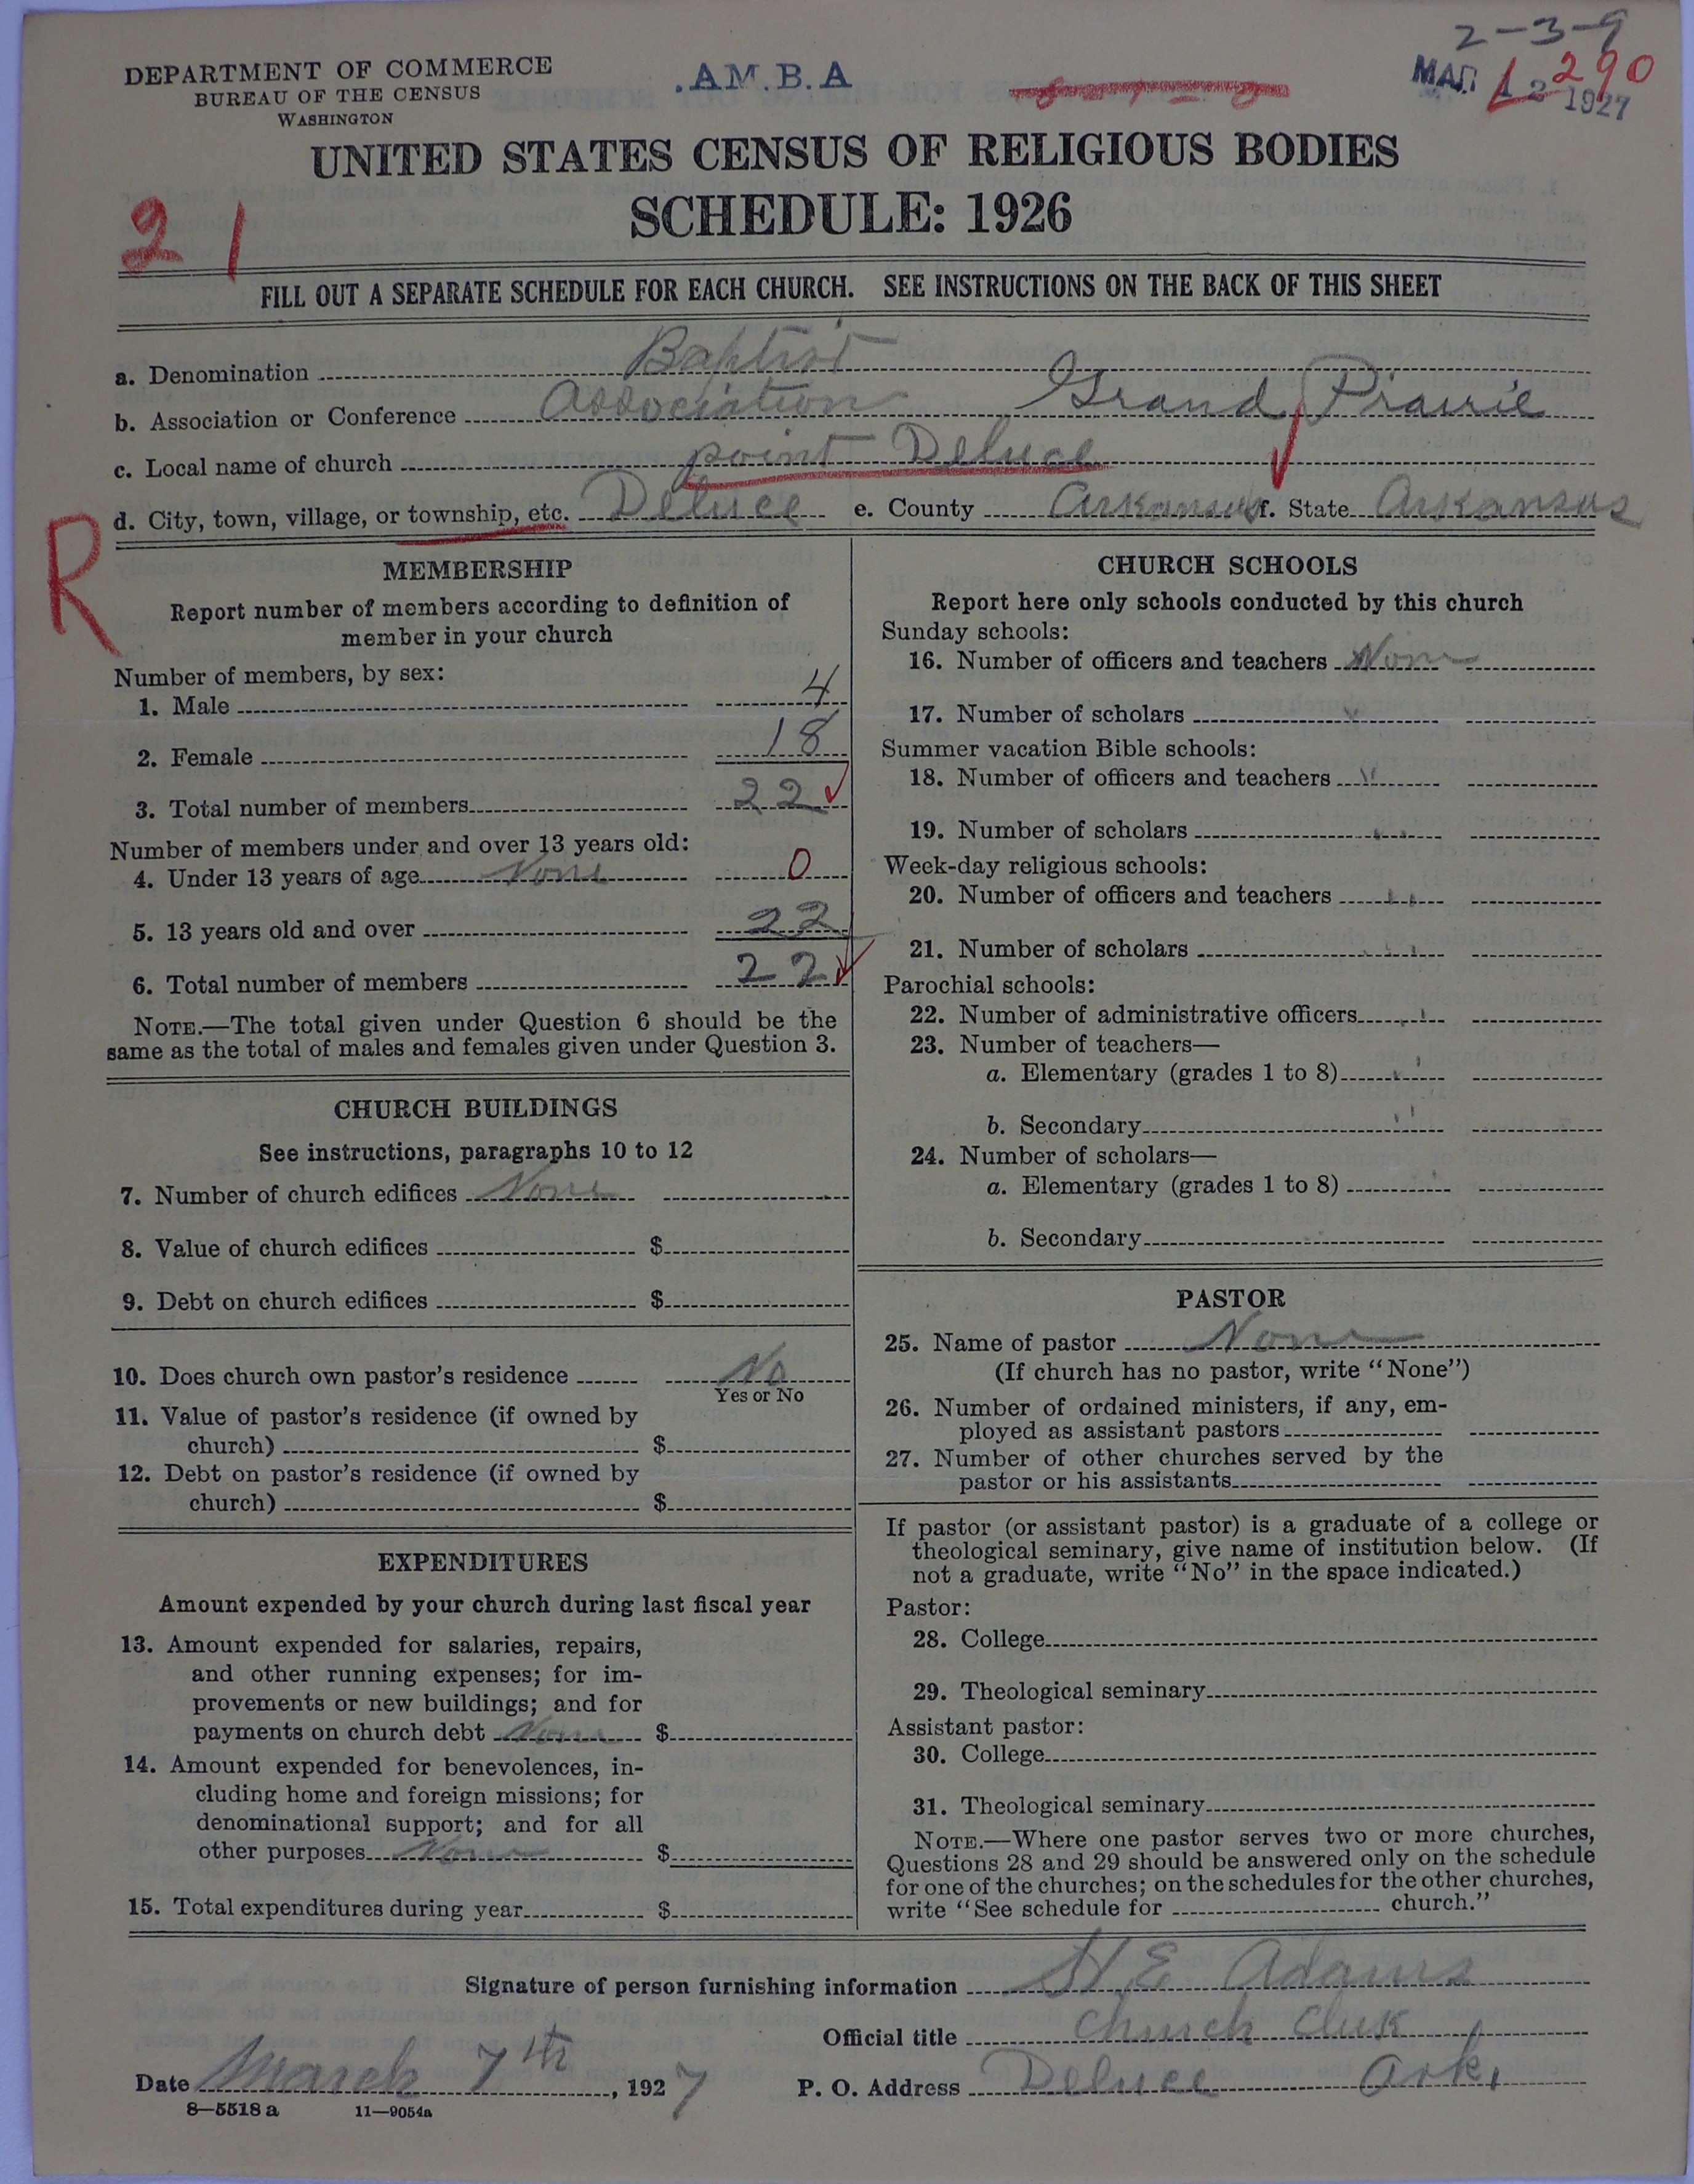 2-3-9
DEPARTMENT OF COMMERCE
BUREAU OF THE CENSUS
WASHINGTON
.AM.B.A
MAR 12 1927
290
UNITED STATES CENSUS OF RELIGIOUS BODIES
SCHEDULE: 1926
21
FILL OUT A SEPARATE SCHEDULE FOR EACH CHURCH. SEE INSTRUCTIONS ON THE BACK OF THIS SHEET
a. Denomination Baptist
b. Association or Conference Association Grand Prairie
c. Local name of church point Deluce
d. City, town, village, or township, etc. Deluce e. County Arkansas f. State Arkansas
R
MEMBERSHIP
Report number of members according to definition of
member in your church
Number of members, by sex:
1. Male 4
2. Female 18
3. Total number of members 22
Number of members under and over 13 years old:
4. Under 13 years of age None 0
5. 13 years old and over 22
6. Total number of members 22
NOTE.—The total given under Question 6 should be the
same as the total of males and females given under Question 3.
CHURCH BUILDINGS
See instructions, paragraphs 10 to 12
7. Number of church edifices None
8. Value of church edifices $
9. Debt on church edifices $
10. Does church own pastor's residence No
Yes or No
11. Value of pastor's residence (if owned by
church) $
12. Debt on pastor's residence (if owned by
church) $
EXPENDITURES
Amount expended by your church during last fiscal year
13. Amount expended for salaries, repairs,
and other running expenses; for im-
provements or new buildings; and for
payments on church debt None $
14. Amount expended for benevolences, in-
cluding home and foreign missions; for
denominational support; and for all
other purposes None $
15. Total expenditures during year $
CHURCH SCHOOLS
Report here only schools conducted by this church
Sunday schools:
16. Number of officers and teachers None
17. Number of scholars "
Summer vacation Bible schools:
18. Number of officers and teachers "
19. Number of scholars "
Week-day religious schools:
20. Number of officers and teachers "
21. Number of scholars "
Parochial schools:
22. Number of administrative officers "
23. Number of teachers—
a. Elementary (grades 1 to 8) "
b. Secondary "
24. Number of scholars—
a. Elementary (grades 1 to 8)
b. Secondary
PASTOR
25. Name of pastor None
(If church has no pastor, write "None")
26. Number of ordained ministers, if any, em-
ployed as assistant pastors
27. Number of other churches served by the
pastor or his assistants
If pastor (or assistant pastor) is a graduate of a college or
theological seminary, give name of institution below. (If
not a graduate, write "No" in the space indicated.)
Pastor:
28. College
29. Theological seminary
Assistant pastor:
30. College
31. Theological seminary
NOTE.—Where one pastor serves two or more churches,
Questions 28 and 29 should be answered only on the schedule
for one of the churches; on the schedules for the other churches,
write "See schedule for church."
Signature of person furnishing information H. E. Adams
Official title Church Clerk
Date March 7th, 1927 P. O. Address Deluce Ark.
8—5518 a 11—9054a